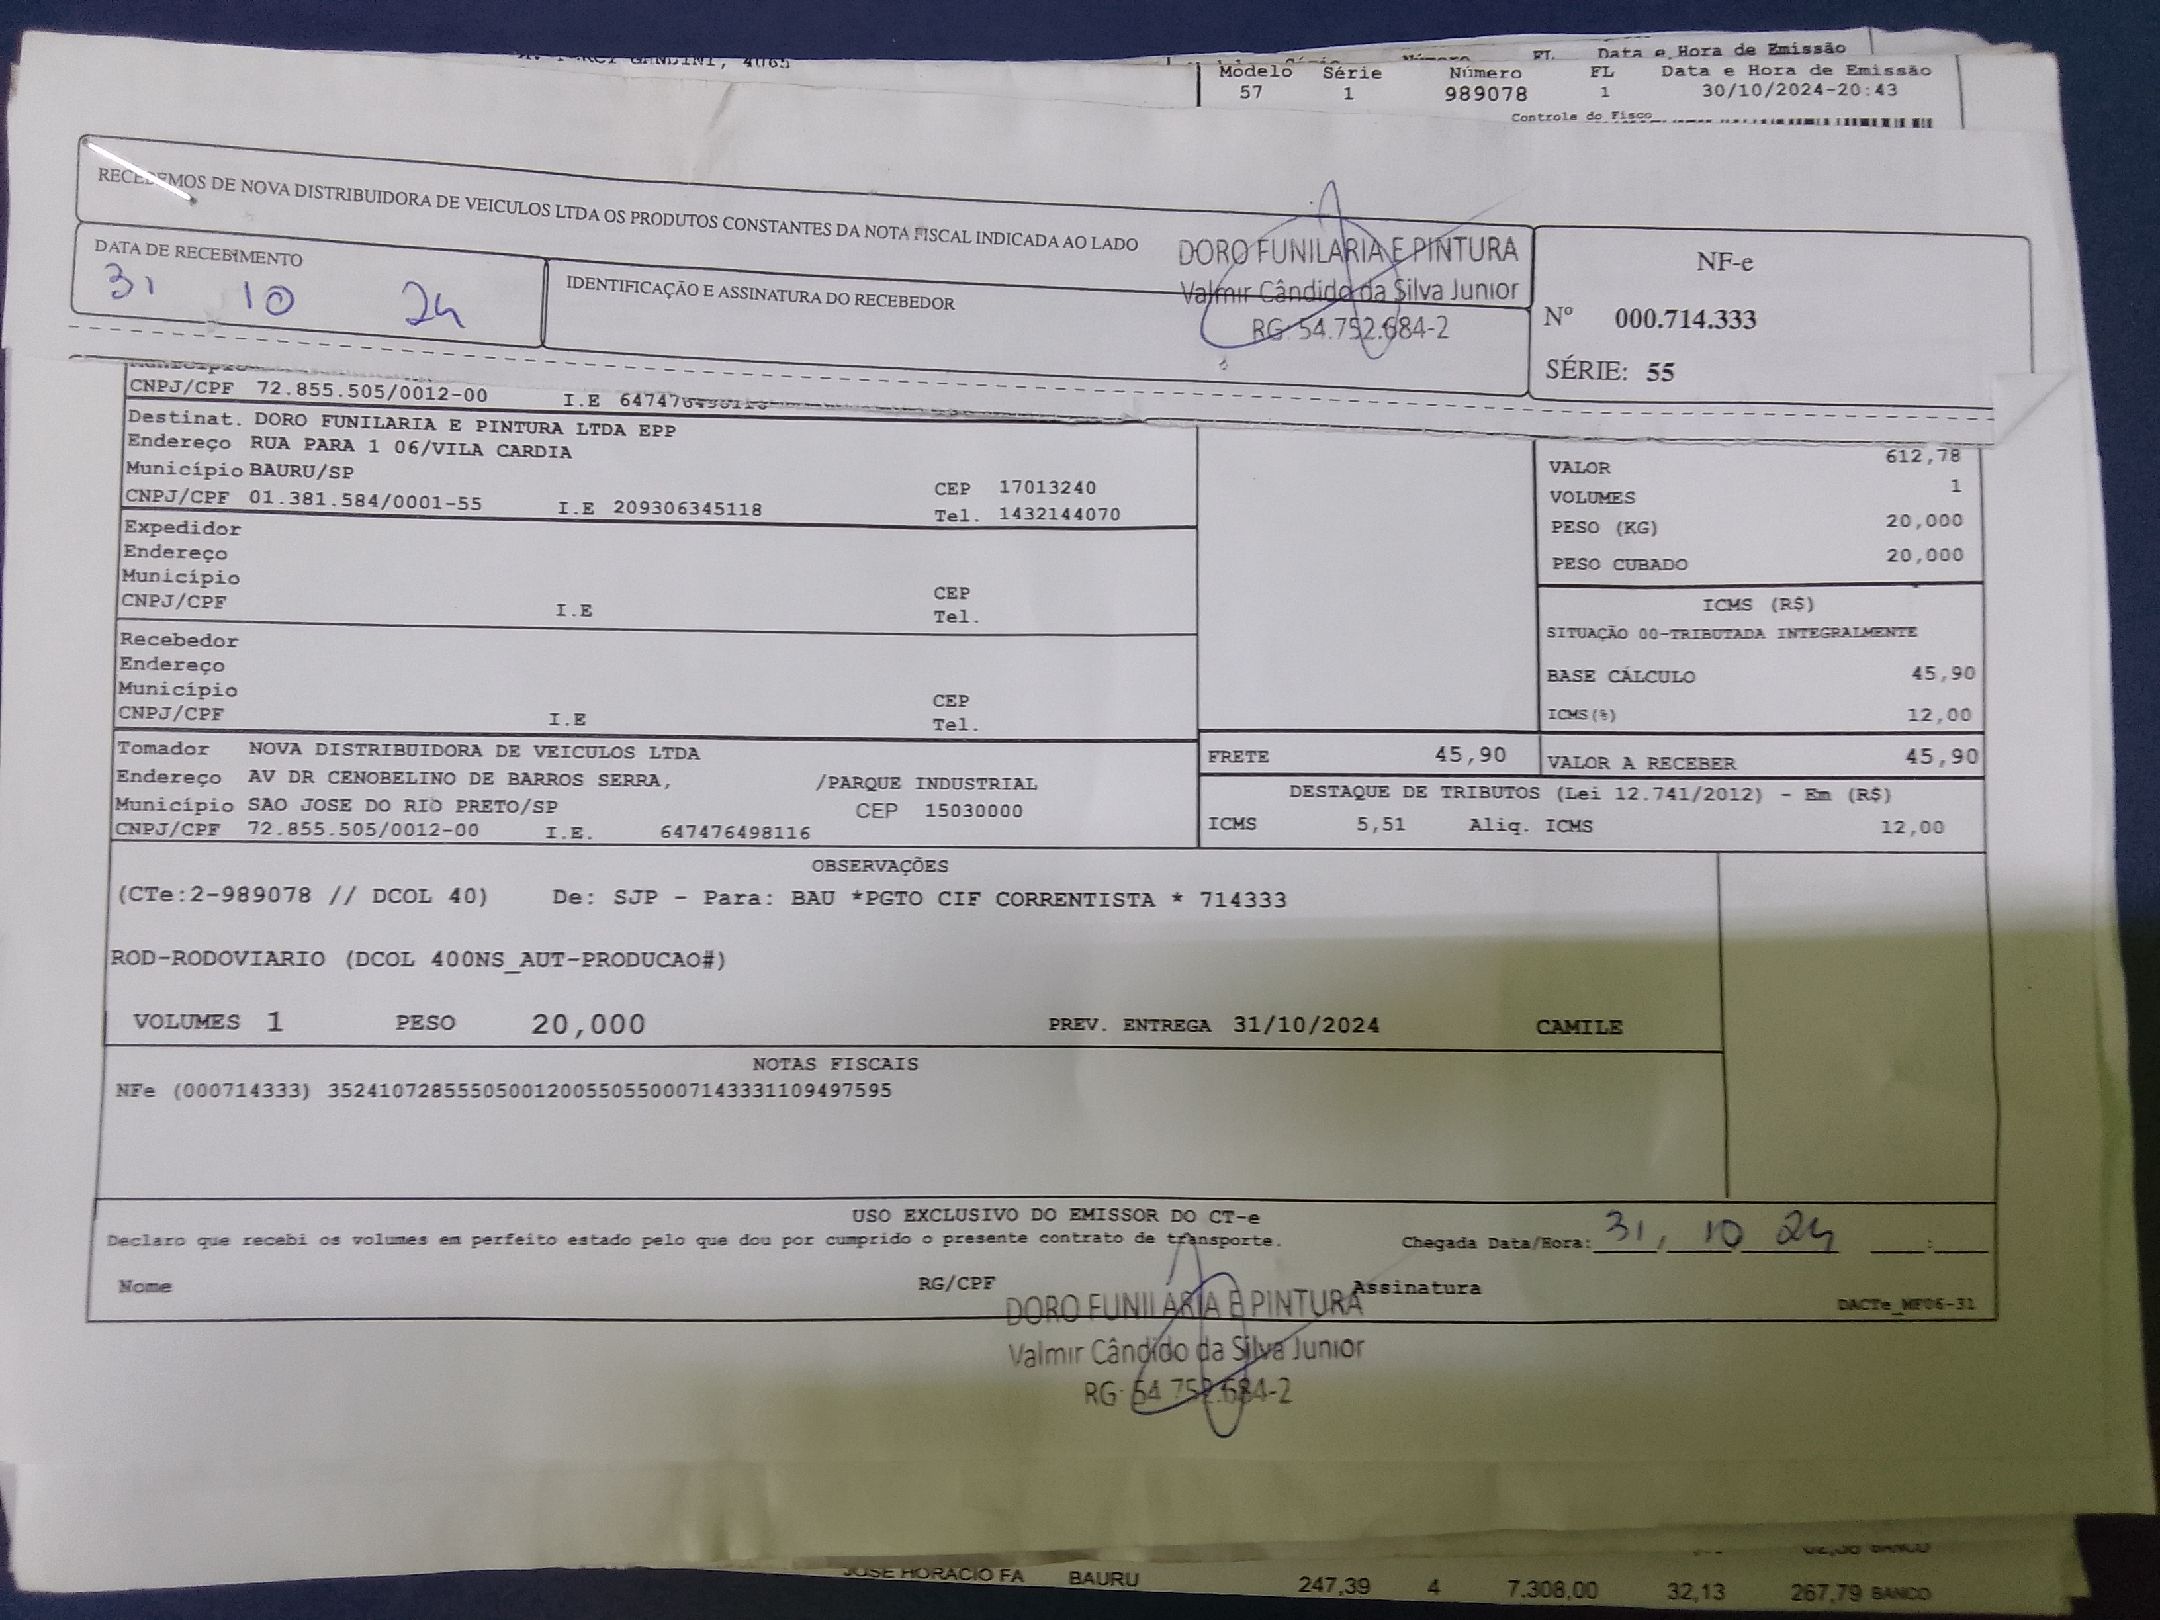 Data e Hora de Emissão
Modelo Série Número FL Data e Hora de Emissão
57 1 989078 1 30/10/2024-20:43
Controle do Fisco
RECEBEMOS DE NOVA DISTRIBUIDORA DE VEICULOS LTDA OS PRODUTOS CONSTANTES DA NOTA FISCAL INDICADA AO LADO
DATA DE RECEBIMENTO
31 10 24
IDENTIFICAÇÃO E ASSINATURA DO RECEBEDOR
DORO FUNILARIA E PINTURA
Valmir Cândido da Silva Junior
RG: 54.752.684-2
NF-e
Nº 000.714.333
SÉRIE: 55
CNPJ/CPF 72.855.505/0012-00 I.E
Destinat. DORO FUNILARIA E PINTURA LTDA EPP
Endereço RUA PARA 1 06/VILA CARDIA
Município BAURU/SP CEP 17013240
CNPJ/CPF 01.381.584/0001-55 I.E 209306345118 Tel. 1432144070
Expedidor
Endereço
Município CEP
CNPJ/CPF I.E Tel.
Recebedor
Endereço
Município CEP
CNPJ/CPF I.E Tel.
Tomador NOVA DISTRIBUIDORA DE VEICULOS LTDA
Endereço AV DR CENOBELINO DE BARROS SERRA, /PARQUE INDUSTRIAL
Município SAO JOSE DO RIO PRETO/SP CEP 15030000
CNPJ/CPF 72.855.505/0012-00 I.E. 647476498116
VALOR 612,78
VOLUMES 1
PESO (KG) 20,000
PESO CUBADO 20,000
ICMS (R$)
SITUAÇÃO 00-TRIBUTADA INTEGRALMENTE
BASE CÁLCULO 45,90
ICMS(%) 12,00
FRETE 45,90 VALOR A RECEBER 45,90
DESTAQUE DE TRIBUTOS (Lei 12.741/2012) - Em (R$)
ICMS 5,51 Aliq. ICMS 12,00
OBSERVAÇÕES
(CTe:2-989078 // DCOL 40) De: SJP - Para: BAU *PGTO CIF CORRENTISTA * 714333
ROD-RODOVIARIO (DCOL 400NS_AUT-PRODUCAO#)
VOLUMES 1 PESO 20,000 PREV. ENTREGA 31/10/2024 CAMILE
NOTAS FISCAIS
NFe (000714333) 35241072855505001200550550007143331109497595
USO EXCLUSIVO DO EMISSOR DO CT-e
Declaro que recebi os volumes em perfeito estado pelo que dou por cumprido o presente contrato de transporte. Chegada Data/Hora: 31, 10 24 :
Nome RG/CPF Assinatura
DACTe_MF06-31
DORO FUNILARIA E PINTURA
Valmir Cândido da Silva Junior
RG: 54.752.684-2
JOSE HORACIO FA BAURU 247,39 4 7.308,00 32,13 267,79 BANCO